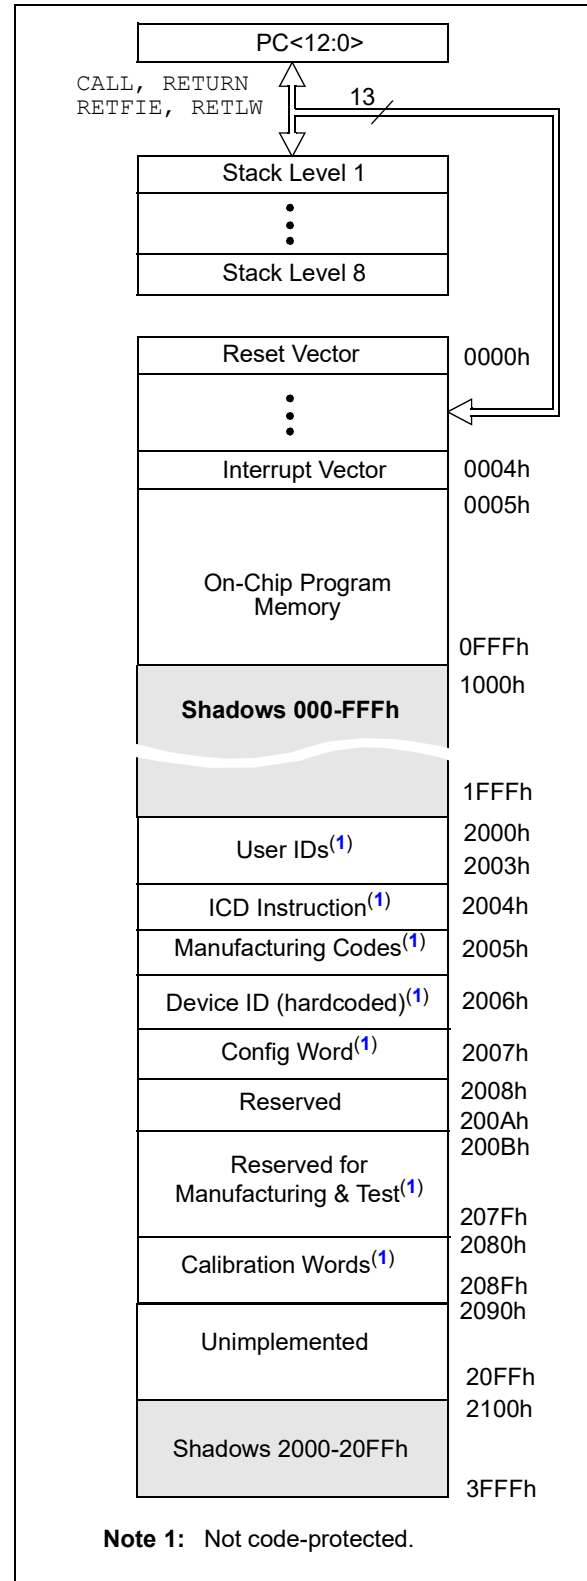 PC<12:0>
CALL, RETURN
RETFIE, RETLW
13
Stack Level 1
Stack Level 8
Reset Vector
0000h
Interrupt Vector
0004h
0005h
On-Chip Program
Memory
0FFFh
1000h
Shadows 000-FFFh
1FFFh
2000h
User IDs(1)
2003h
ICD Instruction(1)
2004h
Manufacturing Codes(1)
2005h
Device ID (hardcoded)(1)
2006h
Config Word(1)
2007h
2008h
Reserved
200Ah
200Bh
Reserved for
Manufacturing & Test(1)
207Fh
2080h
Calibration Words(1)
208Fh
2090h
Unimplemented
20FFh
2100h
Shadows 2000-20FFh
3FFFh
Note 1: Not code-protected.